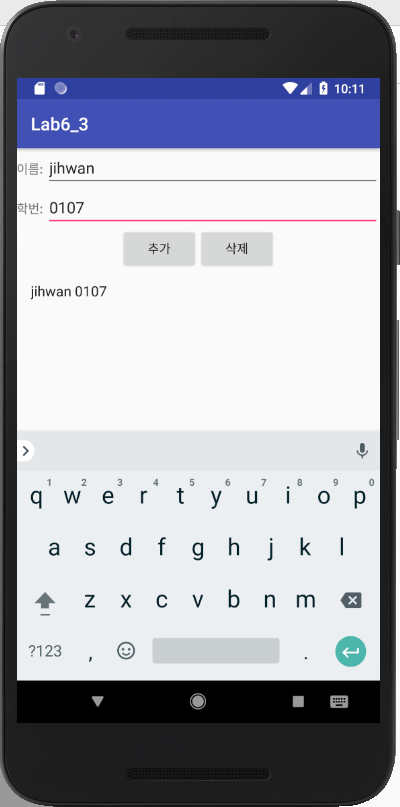 10:11
Lab6_3
이름: jihwan
학번: 0107
추가 삭제
jihwan 0107
1 2 3 4 5 6 7 8 9 0
q w e r t y u i o p
a s d f g h j k l
z x c v b n m
?123 , .